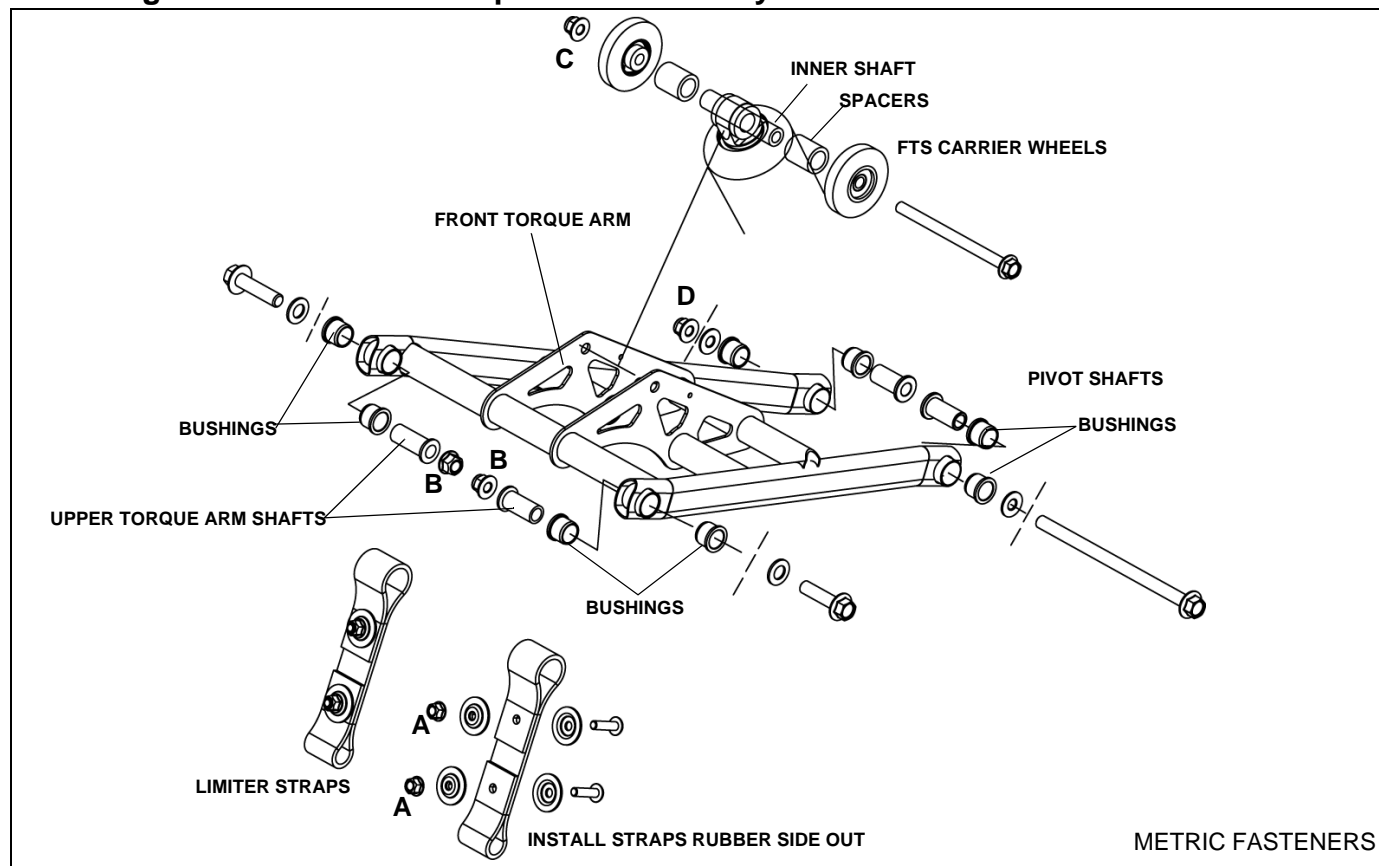 C
INNER SHAFT
SPACERS
FTS CARRIER WHEELS
FRONT TORQUE ARM
D
PIVOT SHAFTS
BUSHINGS
BUSHINGS
B
B
UPPER TORQUE ARM SHAFTS
BUSHINGS
A
A
LIMITER STRAPS
INSTALL STRAPS RUBBER SIDE OUT
METRIC FASTENERS